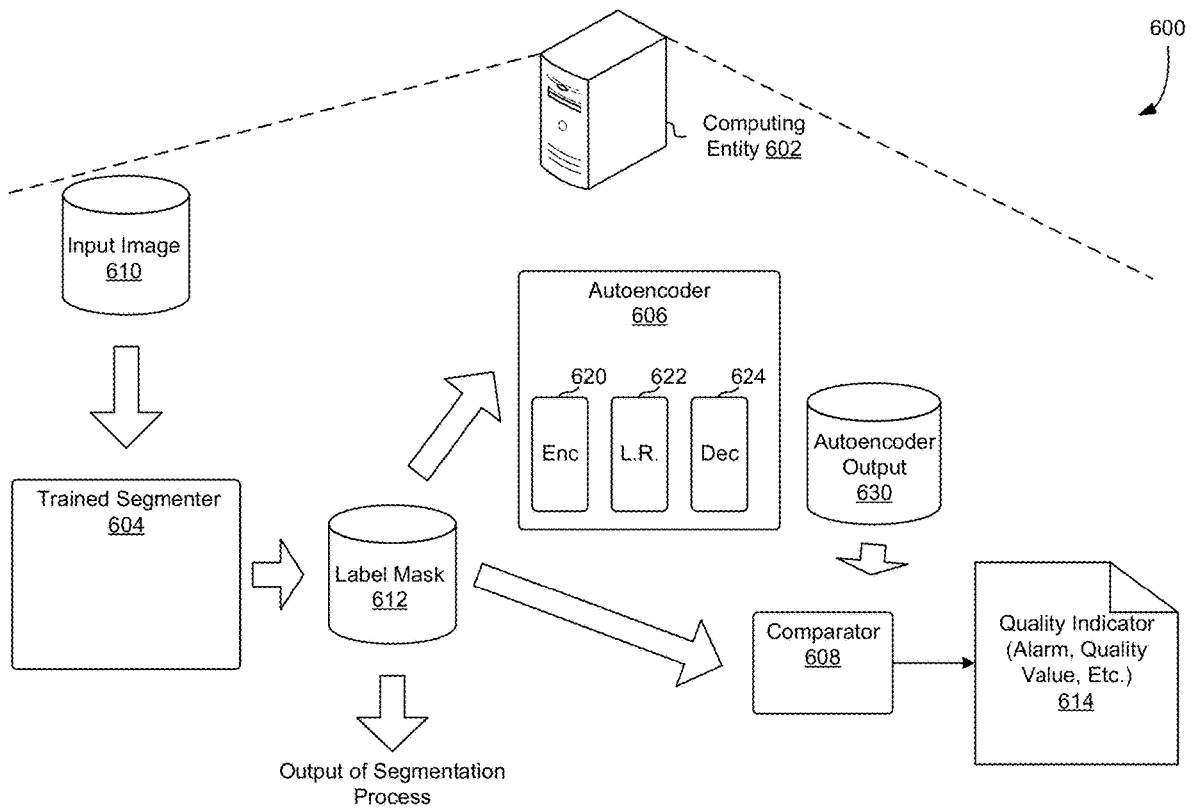 600
Computing
Entity 602
Input Image
610
Autoencoder
606
620
622
624
Enc
L.R.
Dec
Autoencoder
Output
630
Trained Segmenter
604
Label Mask
612
Comparator
608
Quality Indicator
(Alarm, Quality
Value, Etc.)
614
Output of Segmentation
Process